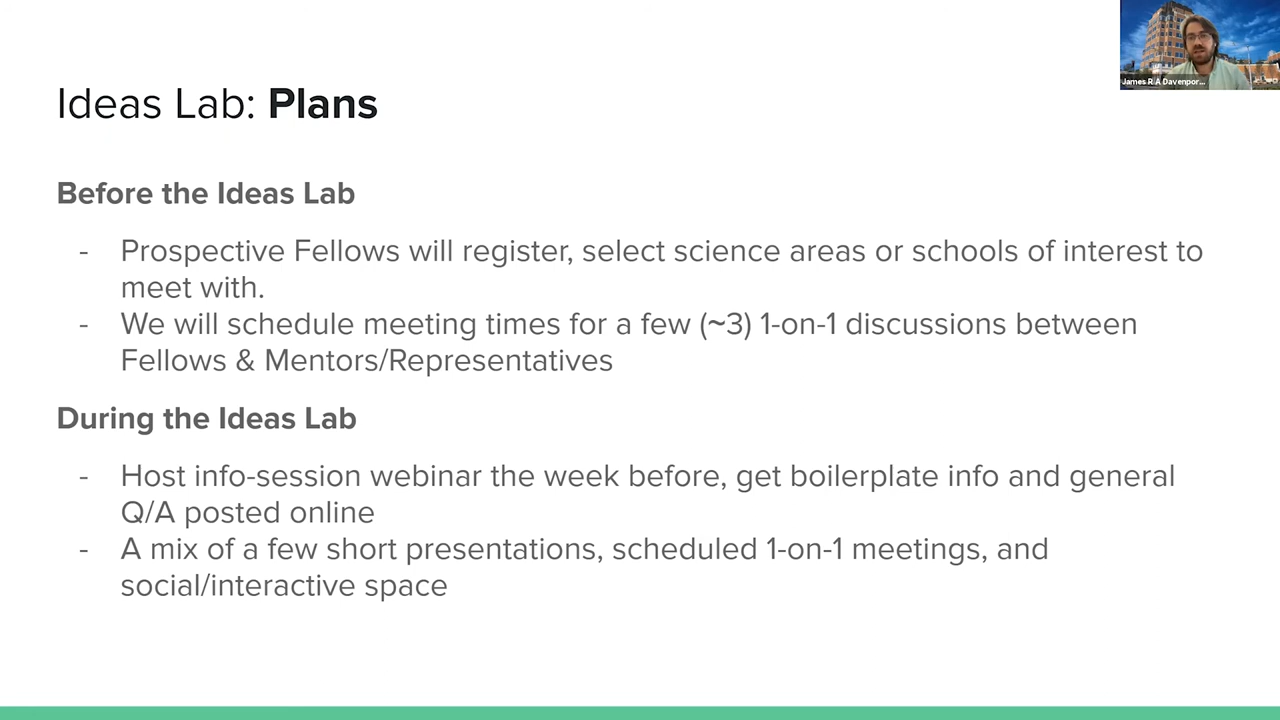 James R A Davenpor...
Ideas Lab: Plans
Before the Ideas Lab
- Prospective Fellows will register, select science areas or schools of interest to
meet with.
- We will schedule meeting times for a few (~3) 1-on-1 discussions between
Fellows & Mentors/Representatives
During the Ideas Lab
- Host info-session webinar the week before, get boilerplate info and general
Q/A posted online
- A mix of a few short presentations, scheduled 1-on-1 meetings, and
social/interactive space